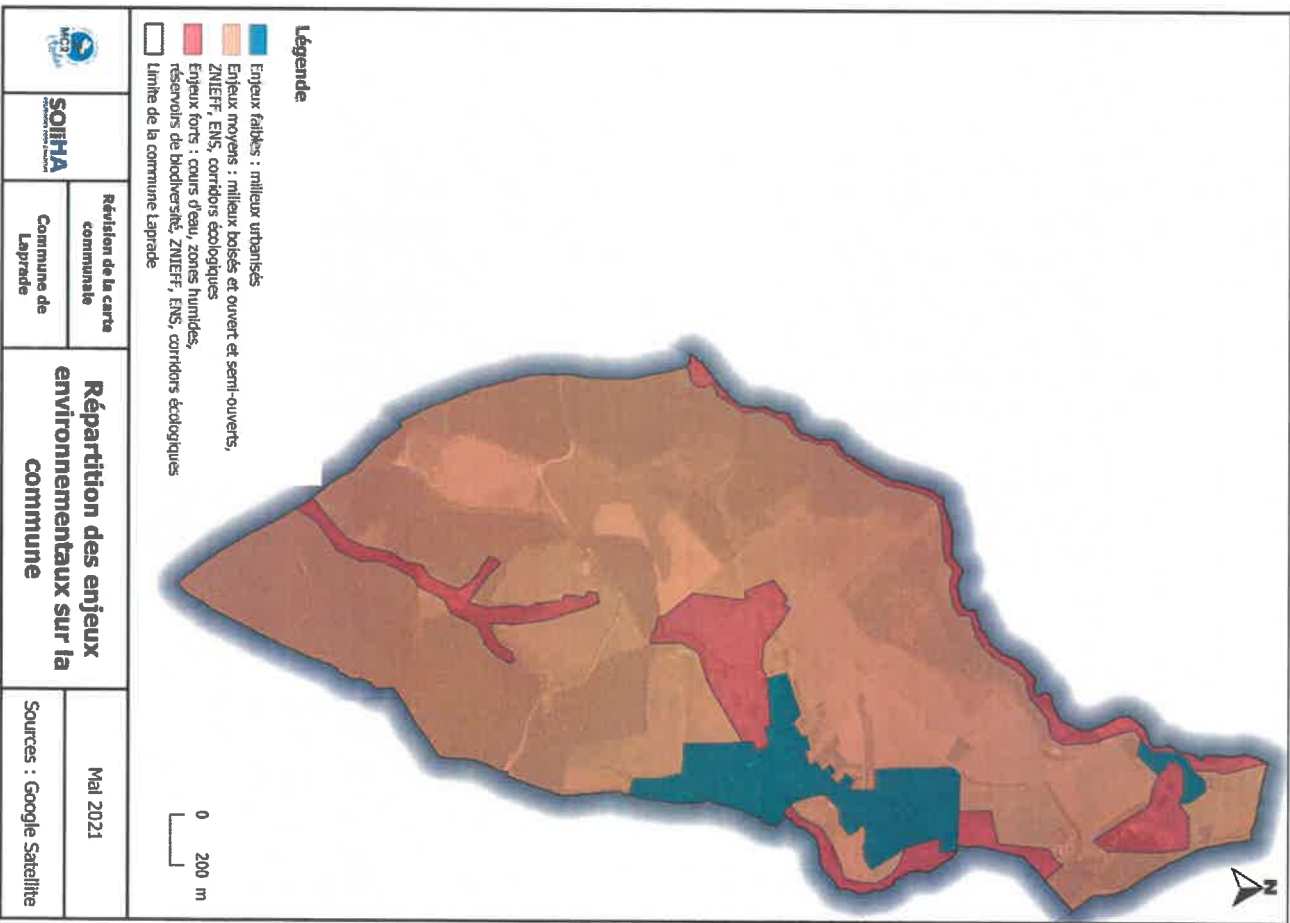 Légende
Enjeux faibles : milieux urbanisés
Enjeux moyens : milieux boisés et ouvert et semi-ouverts,
ZNIEFF, ENS, corridors écologiques
Enjeux forts : cours d'eau, zones humides,
réservoirs de biodiversité, ZNIEFF, ENS, corridors écologiques
Limite de la commune Laprade
N
0 200 m
MCR
SOLIHA
Révision de la carte
communale
Commune de
Laprade
Répartition des enjeux
environnementaux sur la
commune
Mai 2021
Sources : Google Satellite